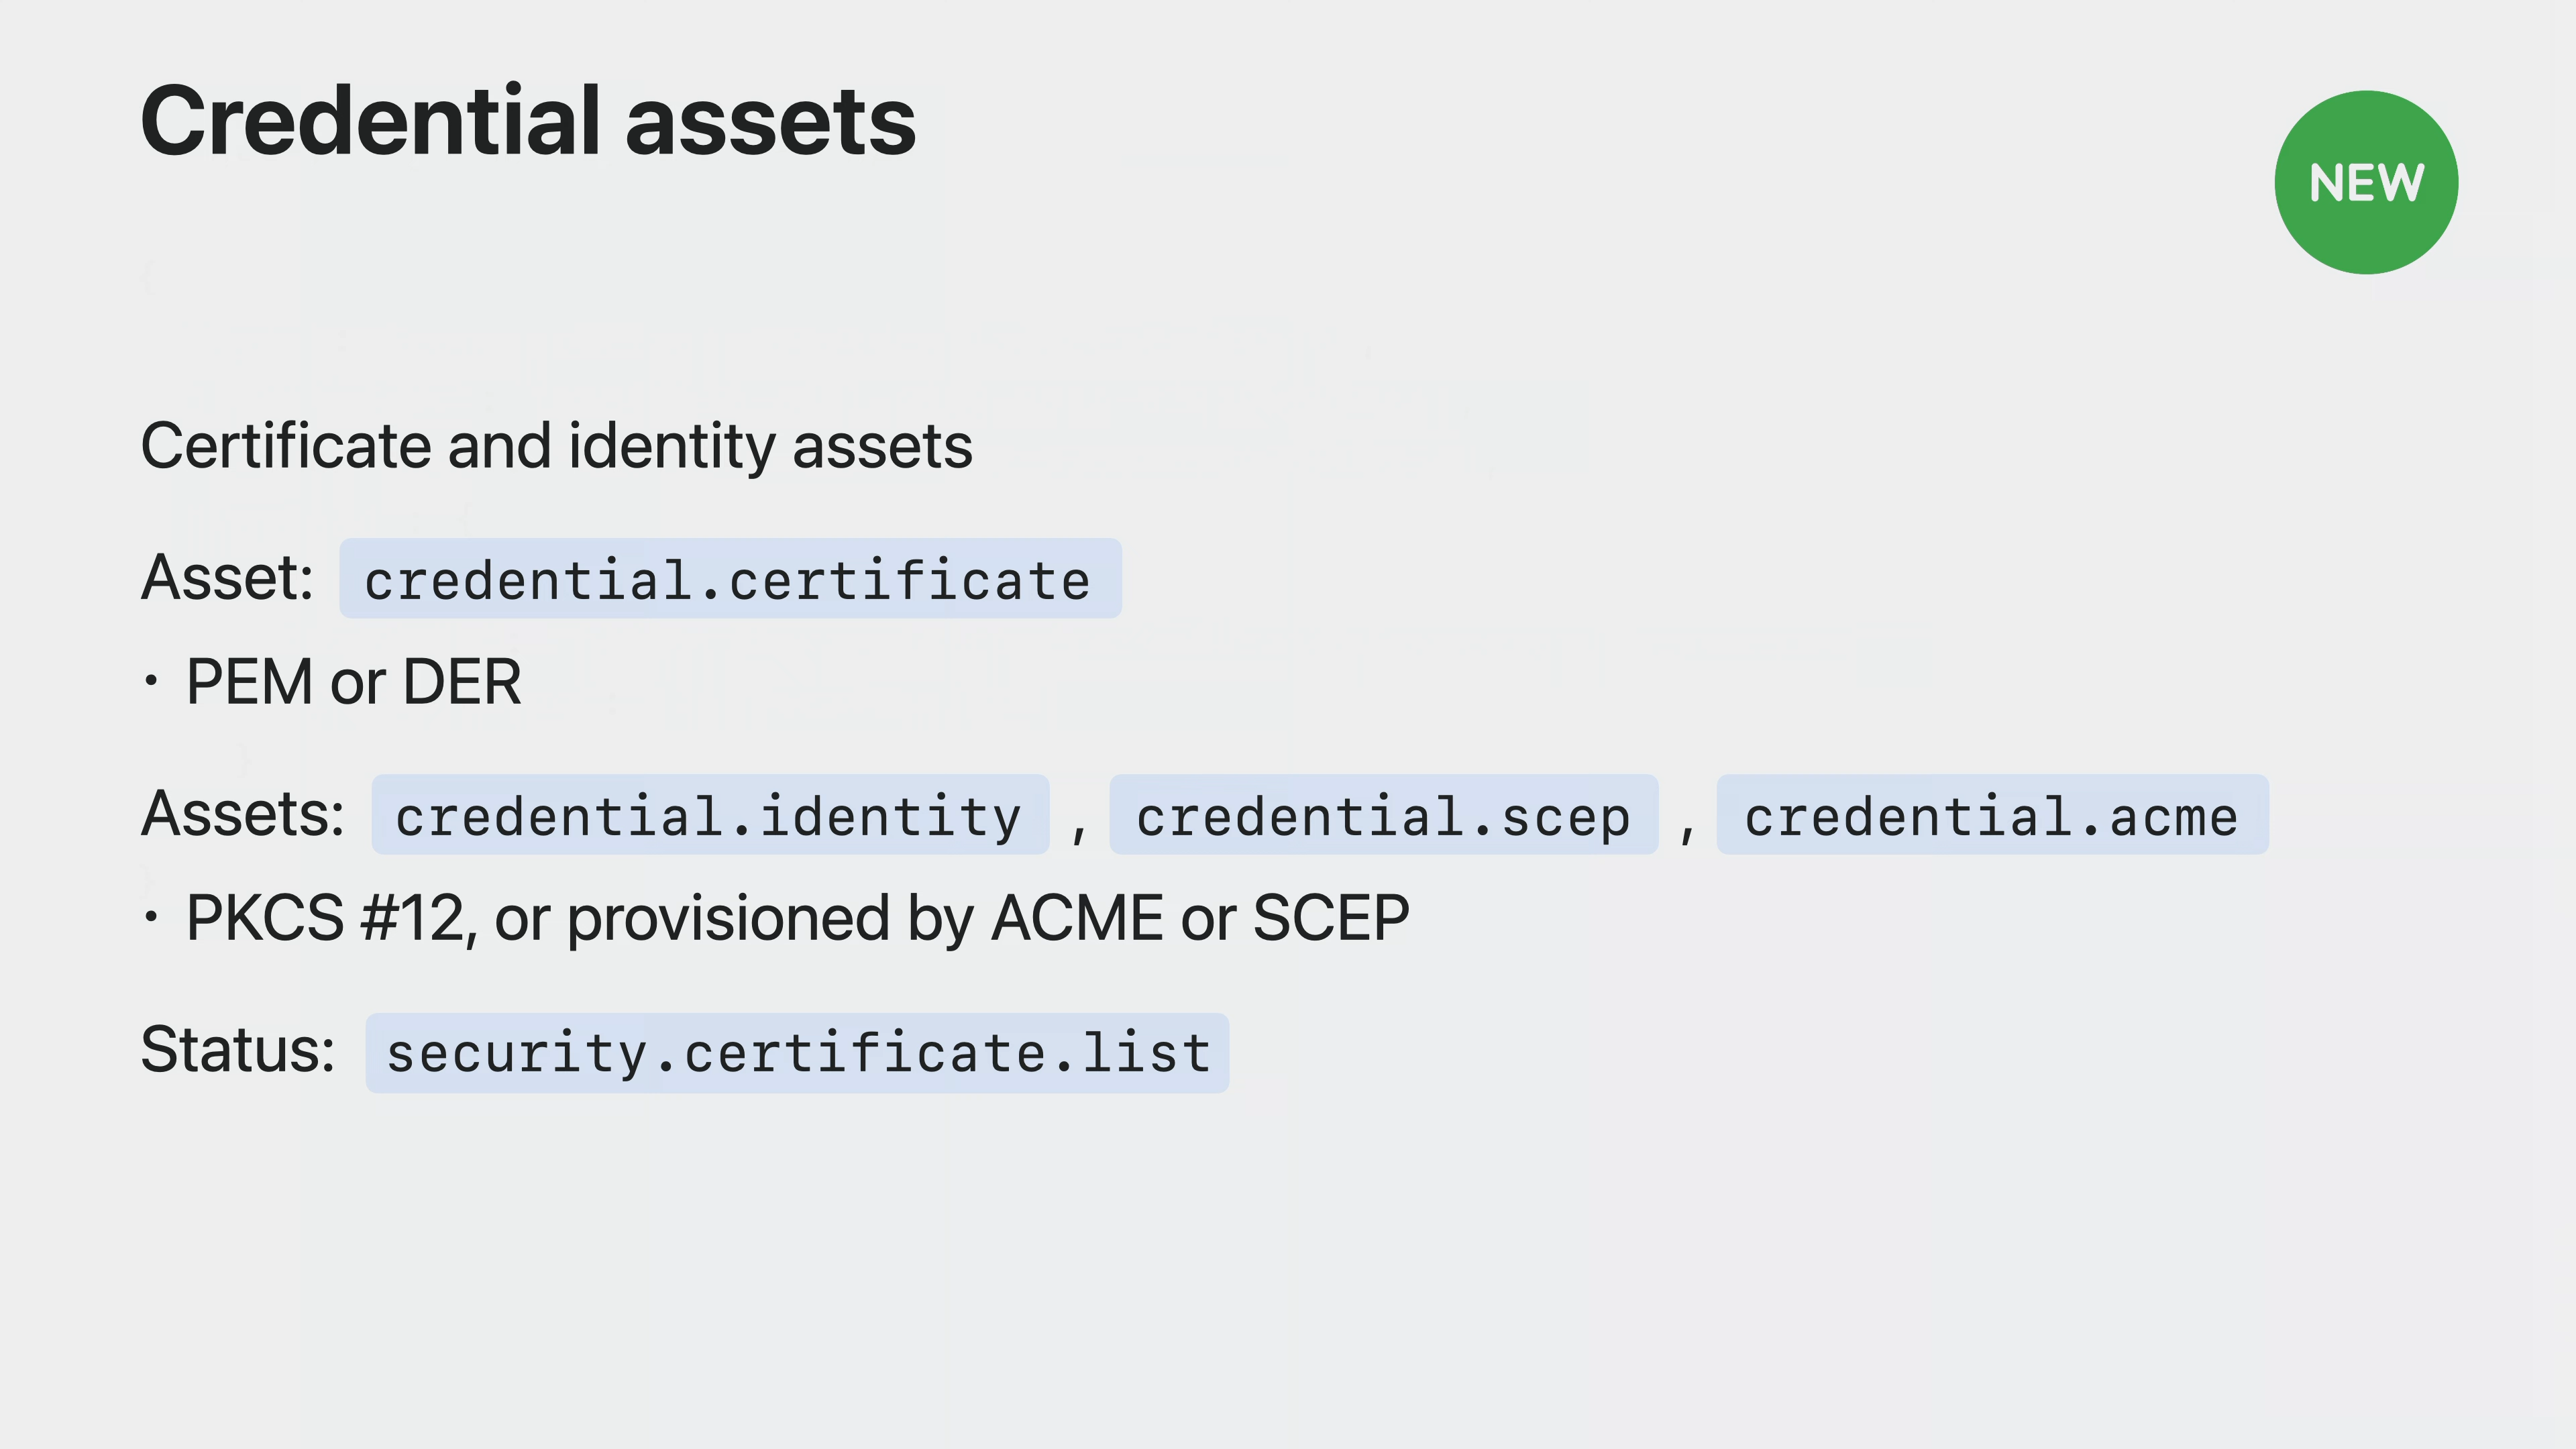 Credential assets
NEW
Certificate and identity assets
Asset: credential.certificate
• PEM or DER
Assets: credential.identity , credential.scep , credential.acme
• PKCS #12, or provisioned by ACME or SCEP
Status: security.certificate.list